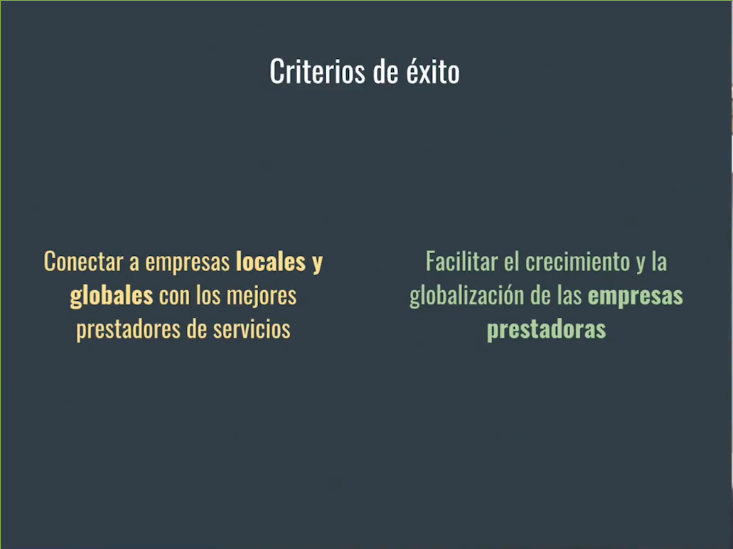 Criterios de éxito
Conectar a empresas locales y
globales con los mejores
prestadores de servicios
Facilitar el crecimiento y la
globalización de las empresas
prestadoras